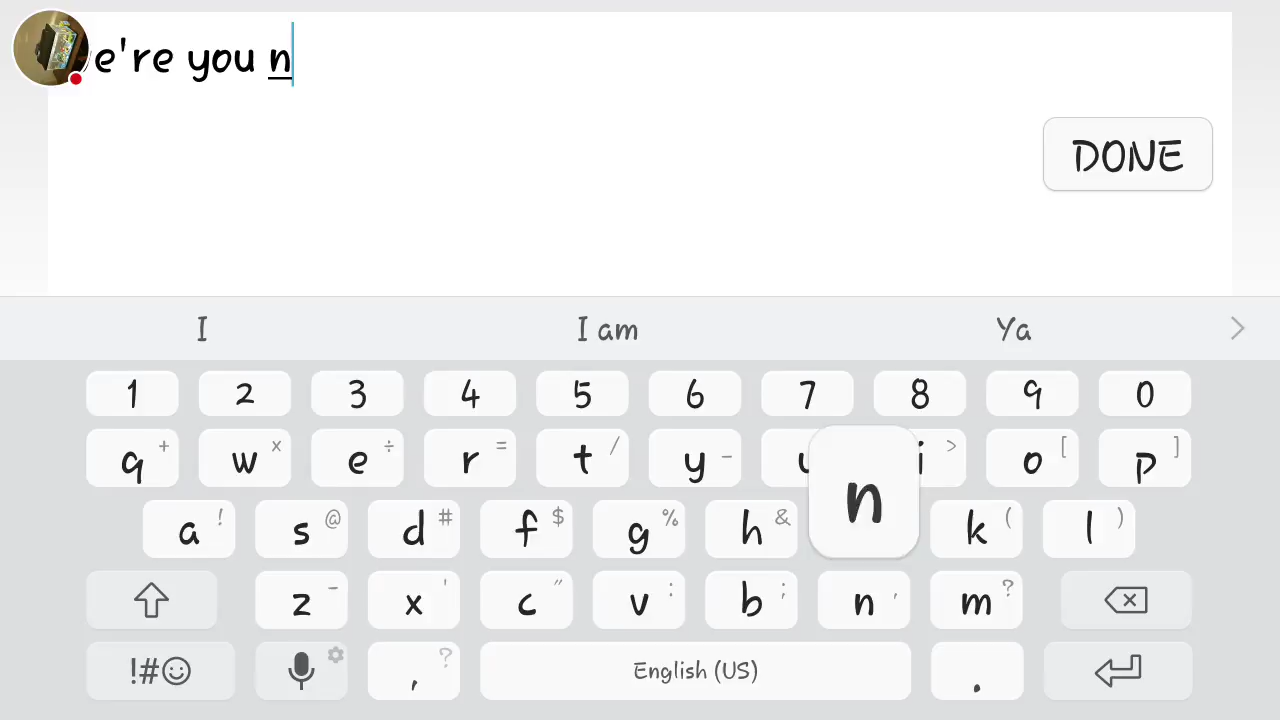 e're you n
DONE
I I am Ya
1 2 3 4 5 6 7 8 9 0
q + w × e ÷ r = t / y - u i > o [ p ]
n
a ! s @ d # f $ g % h & k ( l )
z - x ' c " v : b ; n , m ?
!#☺ , ? English (US) .